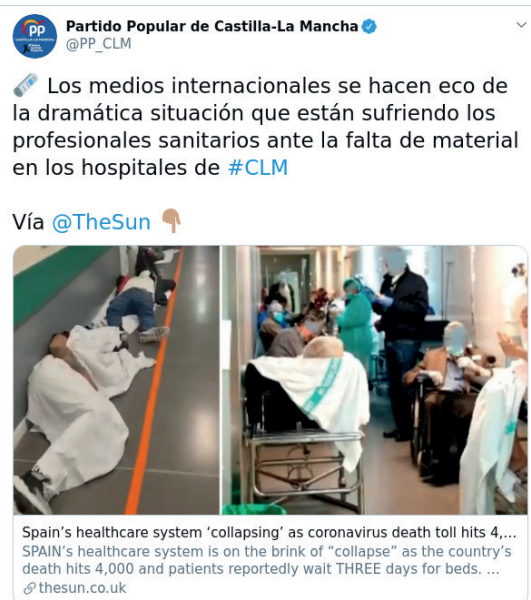 Partido Popular de Castilla-La Mancha
@PP_CLM
Los medios internacionales se hacen eco de
la dramática situación que están sufriendo los
profesionales sanitarios ante la falta de material
en los hospitales de #CLM
Vía @TheSun
Spain's healthcare system ‘collapsing’ as coronavirus death toll hits 4,...
SPAIN's healthcare system is on the brink of “collapse” as the country's
death hits 4,000 and patients reportedly wait THREE days for beds. ...
thesun.co.uk